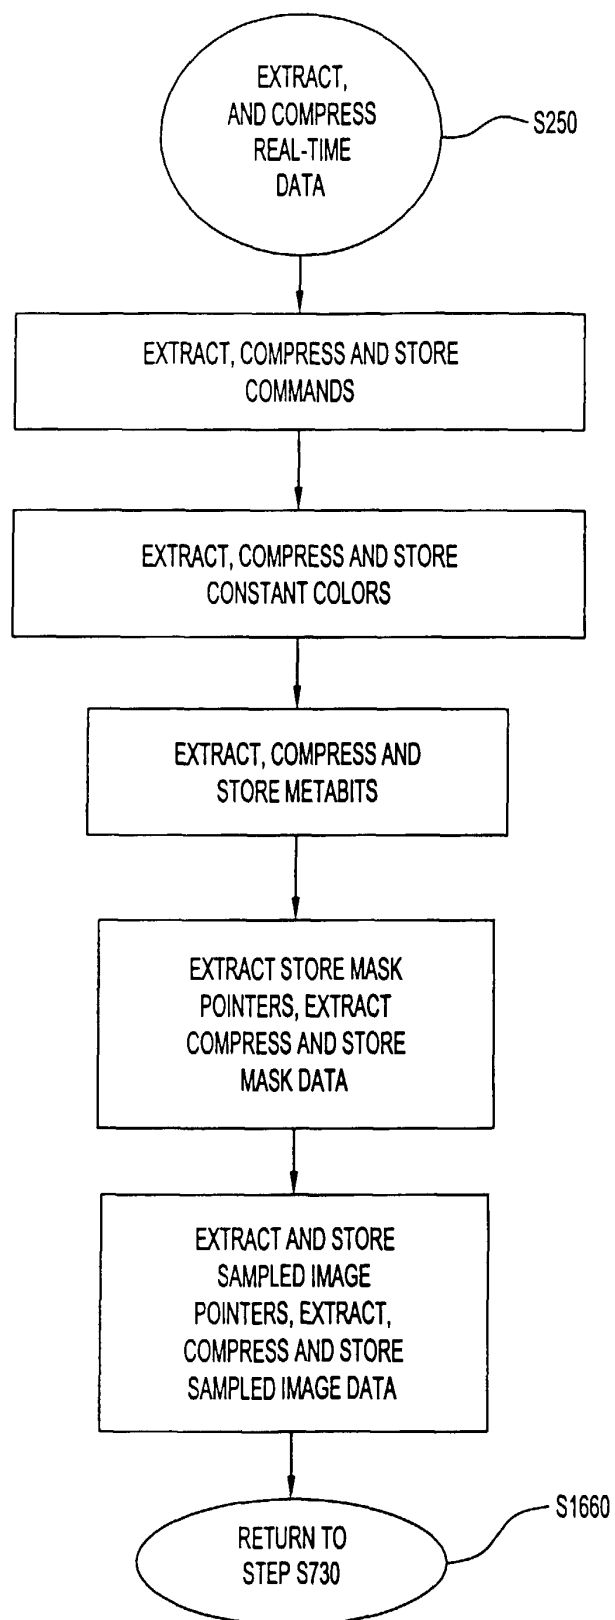 EXTRACT,
AND COMPRESS
REAL-TIME
DATA
S250
EXTRACT, COMPRESS AND STORE
COMMANDS
EXTRACT, COMPRESS AND STORE
CONSTANT COLORS
EXTRACT, COMPRESS AND
STORE METABITS
EXTRACT STORE MASK
POINTERS, EXTRACT
COMPRESS AND STORE
MASK DATA
EXTRACT AND STORE
SAMPLED IMAGE
POINTERS, EXTRACT,
COMPRESS AND STORE
SAMPLED IMAGE DATA
S1660
RETURN TO
STEP S730